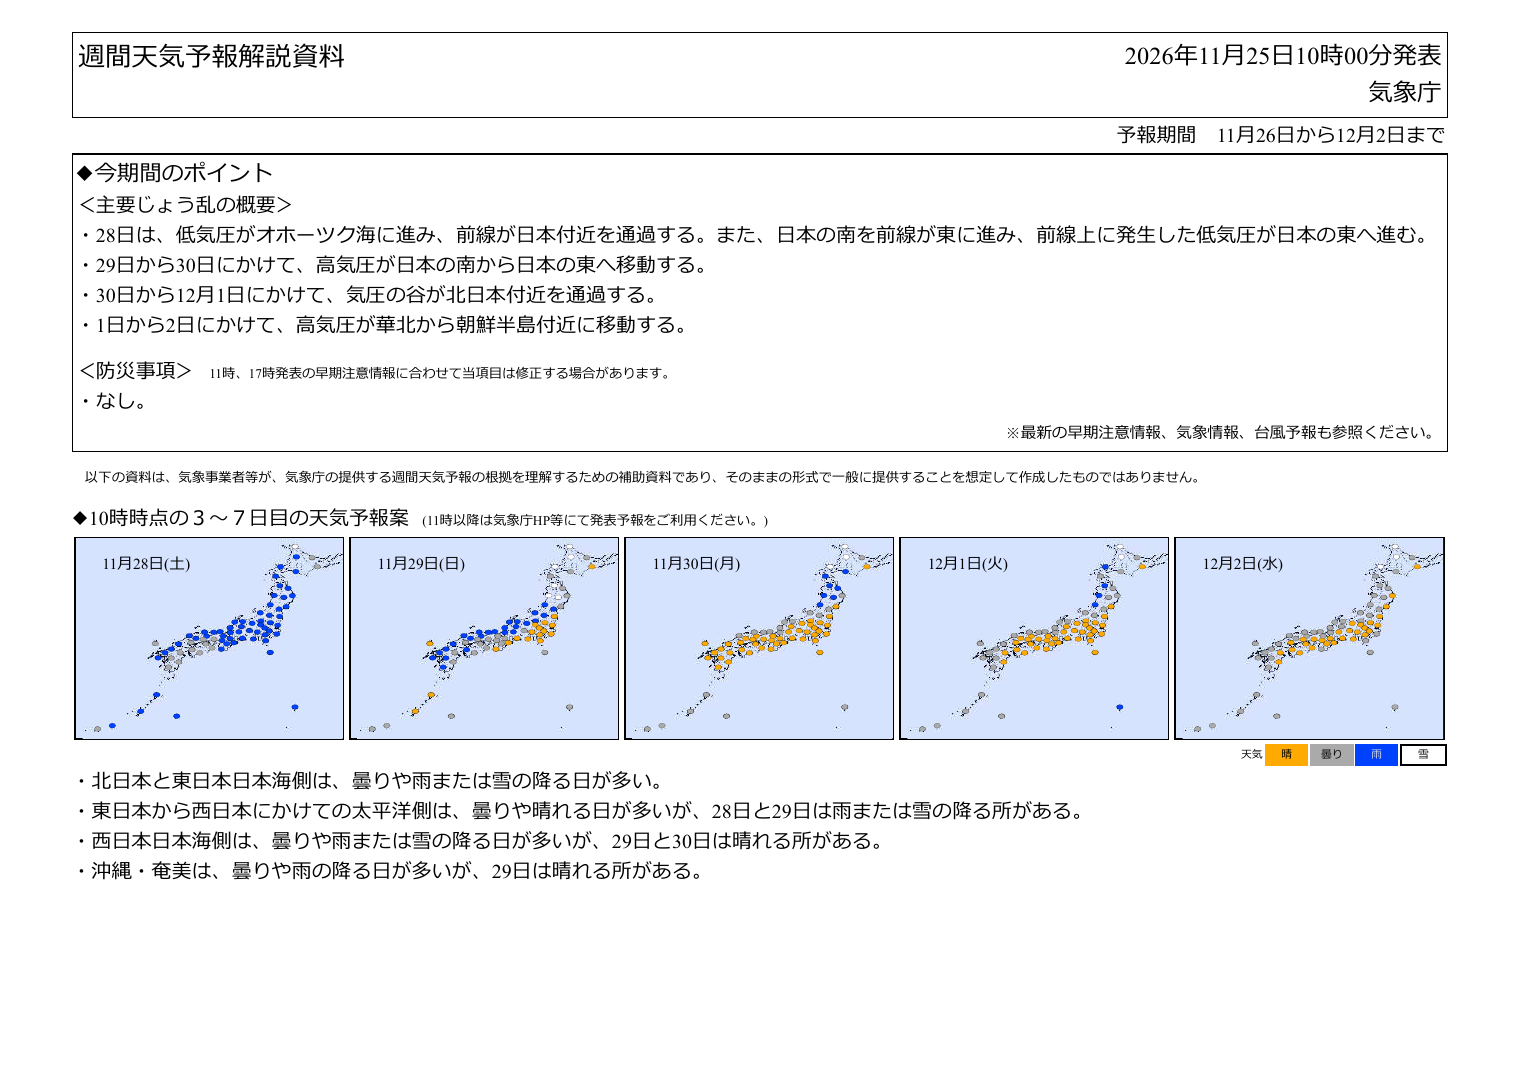 週間天気予報解説資料
2026年11月25日10時00分発表
気象庁
予報期間　11月26日から12月2日まで
◆今期間のポイント
＜主要じょう乱の概要＞
・28日は、低気圧がオホーツク海に進み、前線が日本付近を通過する。また、日本の南を前線が東に進み、前線上に発生した低気圧が日本の東へ進む。
・29日から30日にかけて、高気圧が日本の南から日本の東へ移動する。
・30日から12月1日にかけて、気圧の谷が北日本付近を通過する。
・1日から2日にかけて、高気圧が華北から朝鮮半島付近に移動する。
＜防災事項＞　11時、17時発表の早期注意情報に合わせて当項目は修正する場合があります。
・なし。
※最新の早期注意情報、気象情報、台風予報も参照ください。
以下の資料は、気象事業者等が、気象庁の提供する週間天気予報の根拠を理解するための補助資料であり、そのままの形式で一般に提供することを想定して作成したものではありません。
◆10時時点の３～７日目の天気予報案　(11時以降は気象庁HP等にて発表予報をご利用ください。)
11月28日(土)
11月29日(日)
11月30日(月)
12月1日(火)
12月2日(水)
天気　晴　曇り　雨　雪
・北日本と東日本日本海側は、曇りや雨または雪の降る日が多い。
・東日本から西日本にかけての太平洋側は、曇りや晴れる日が多いが、28日と29日は雨または雪の降る所がある。
・西日本日本海側は、曇りや雨または雪の降る日が多いが、29日と30日は晴れる所がある。
・沖縄・奄美は、曇りや雨の降る日が多いが、29日は晴れる所がある。